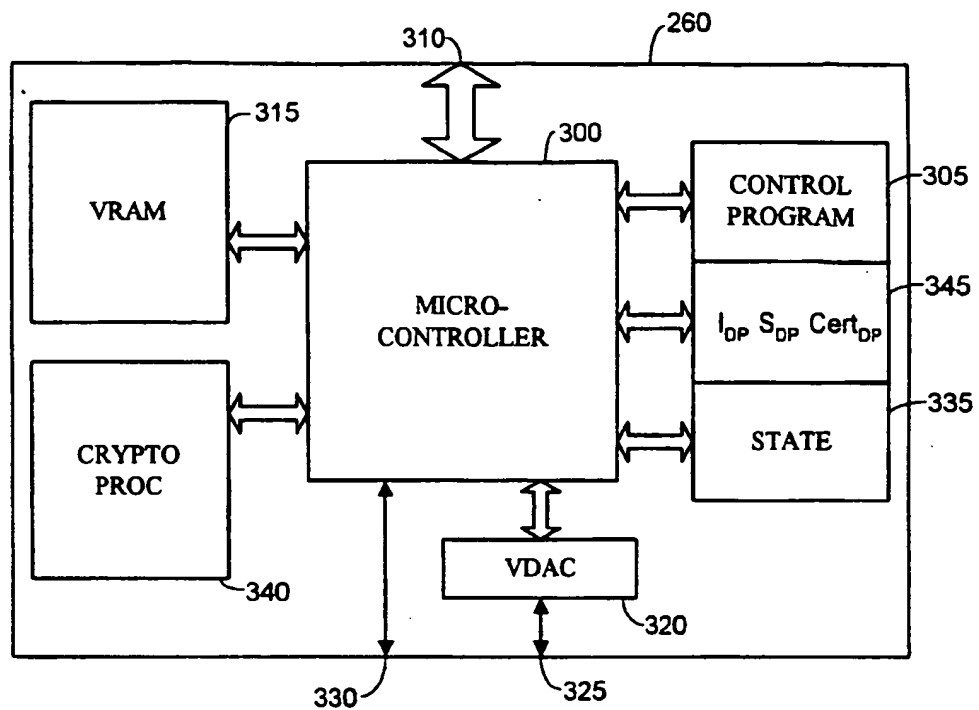 310
260
315
300
305
VRAM
CONTROL
PROGRAM
345
MICRO-
CONTROLLER
I_DP S_DP Cert_DP
335
CRYPTO
PROC
STATE
VDAC
340
320
330
325